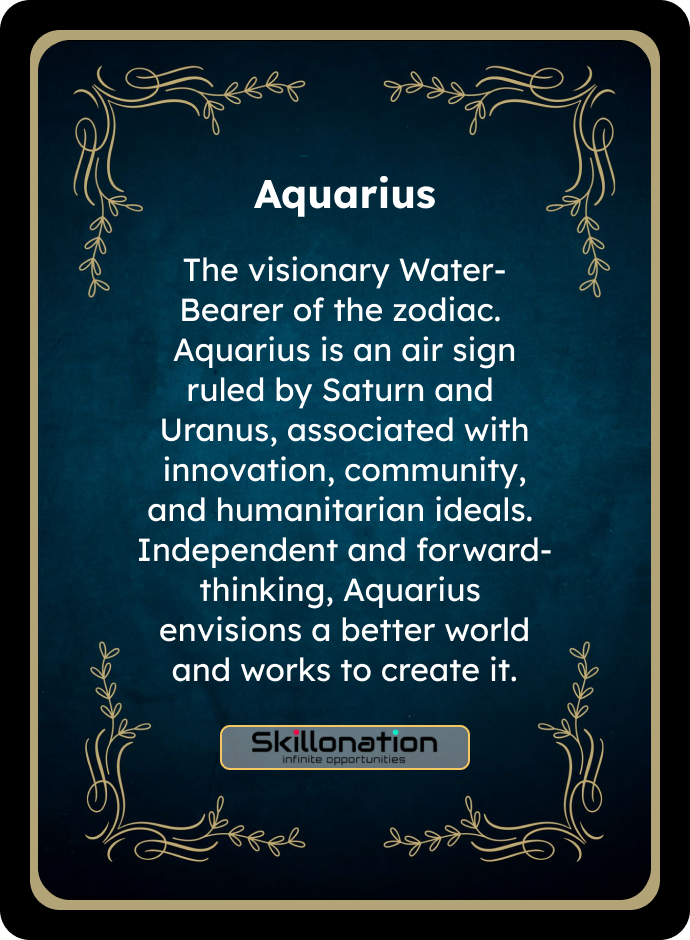 Aquarius
The visionary Water-
Bearer of the zodiac.
Aquarius is an air sign
ruled by Saturn and
Uranus, associated with
innovation, community,
and humanitarian ideals.
Independent and forward-
thinking, Aquarius
envisions a better world
and works to create it.
Skillonation
infinite opportunities